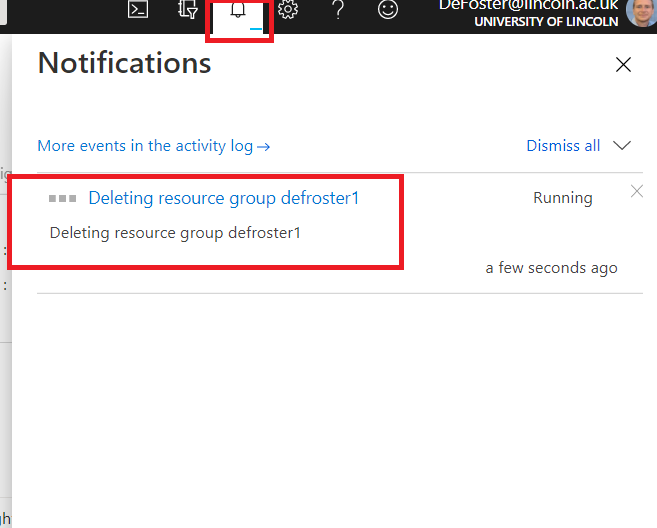 DeFoster@lincoln.ac.uk
UNIVERSITY OF LINCOLN
Notifications
More events in the activity log→
Dismiss all
Deleting resource group defroster1
Running
Deleting resource group defroster1
a few seconds ago